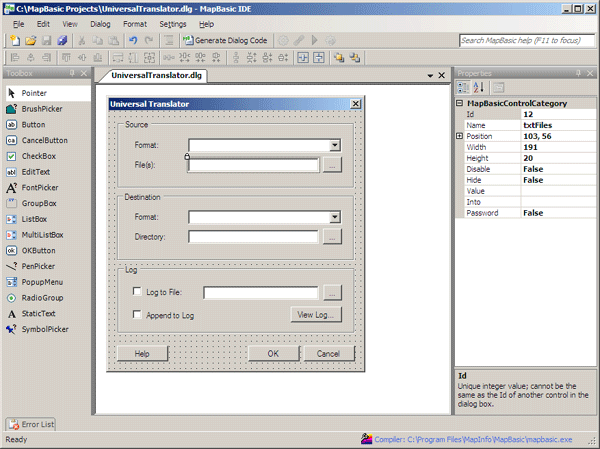 C:\MapBasic Projects\UniversalTranslator.dlg - MapBasic IDE
File Edit View Dialog Format Settings Help
Generate Dialog Code Search MapBasic help (F11 to focus)
Toolbox
Pointer
BrushPicker
Button
CancelButton
CheckBox
EditText
FontPicker
GroupBox
ListBox
MultiListBox
OKButton
PenPicker
PopupMenu
RadioGroup
StaticText
SymbolPicker
UniversalTranslator.dlg
Universal Translator
Source
Format:
File(s):
...
Destination
Format:
Directory:
...
Log
Log to File:
...
Append to Log
View Log...
Help OK Cancel
Properties
MapBasicControlCategory
Id 12
Name txtFiles
Position 103, 56
Width 191
Height 20
Disable False
Hide False
Value
Into
Password False
Id
Unique integer value; cannot be
the same as the Id of another control in the
dialog box.
Error List
Ready Compiler: C:\Program Files\MapInfo\MapBasic\mapbasic.exe